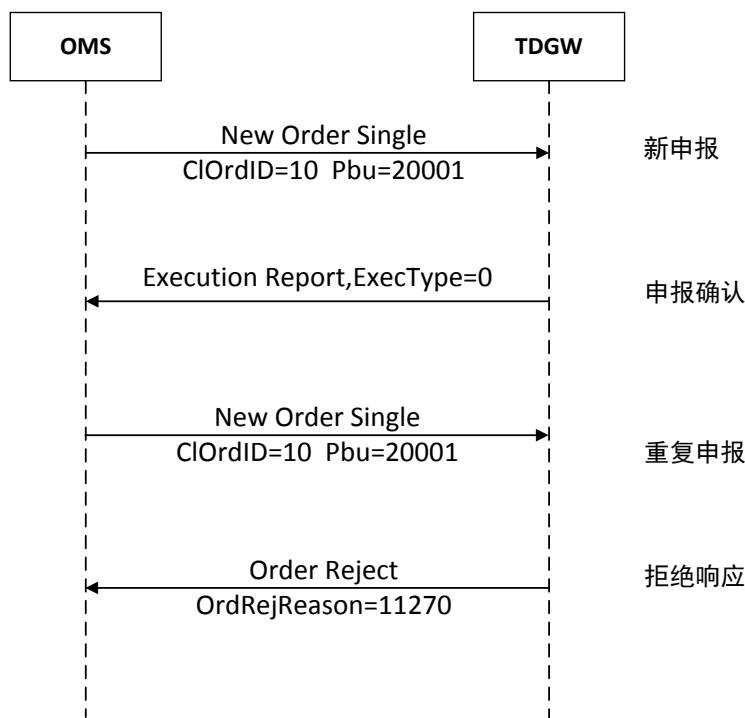 OMS
TDGW
New Order Single
ClOrdID=10 Pbu=20001
新申报
Execution Report,ExecType=0
申报确认
New Order Single
ClOrdID=10 Pbu=20001
重复申报
Order Reject
OrdRejReason=11270
拒绝响应